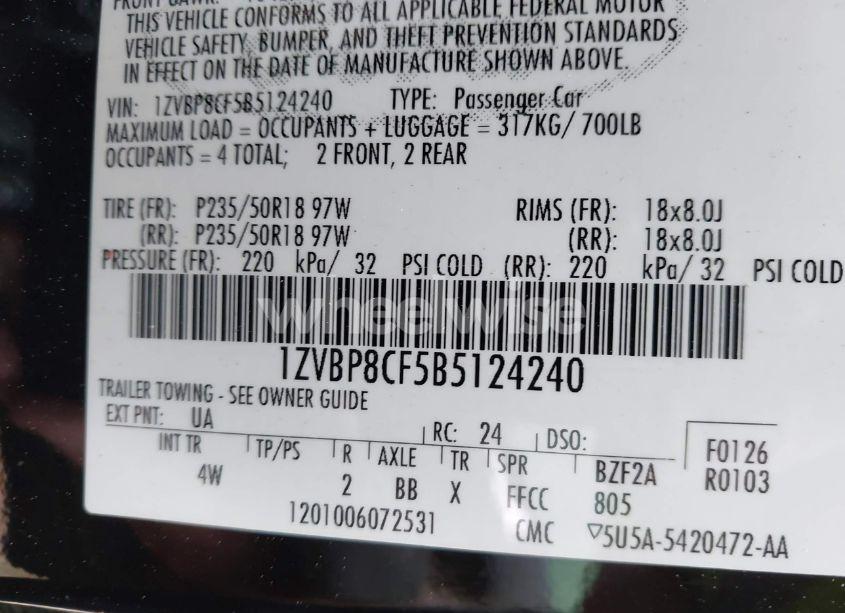 THIS VEHICLE CONFORMS TO ALL APPLICABLE FEDERAL MOTOR
VEHICLE SAFETY, BUMPER, AND THEFT PREVENTION STANDARDS
IN EFFECT ON THE DATE OF MANUFACTURE SHOWN ABOVE.
VIN: 1ZVBP8CF5B5124240 TYPE: Passenger Car
MAXIMUM LOAD = OCCUPANTS + LUGGAGE = 317KG/ 700LB
OCCUPANTS = 4 TOTAL; 2 FRONT, 2 REAR
TIRE (FR): P235/50R18 97W RIMS (FR): 18x8.0J
(RR): P235/50R18 97W (RR): 18x8.0J
PRESSURE (FR): 220 kPa/ 32 PSI COLD (RR): 220 kPa/ 32 PSI COLD
wheelwise
1ZVBP8CF5B5124240
TRAILER TOWING - SEE OWNER GUIDE
EXT PNT: UA RC: 24 DSO: F0126
INT TR TP/PS R AXLE TR SPR BZF2A R0103
4W 2 BB X FFCC 805
1201006072531 CMC ▽5U5A-5420472-AA